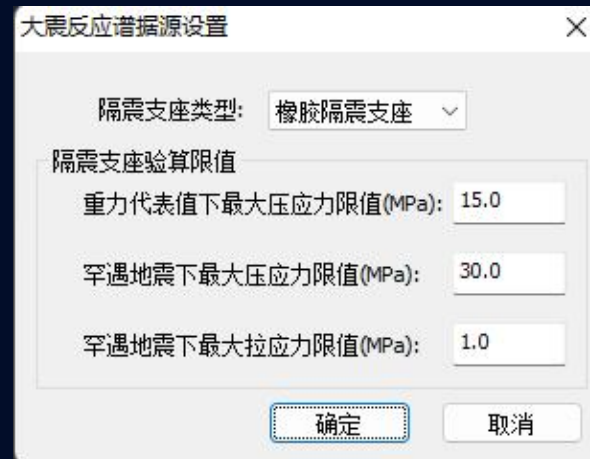 大震反应谱据源设置
隔震支座类型: 橡胶隔震支座
隔震支座验算限值
重力代表值下最大压应力限值(MPa): 15.0
罕遇地震下最大压应力限值(MPa): 30.0
罕遇地震下最大拉应力限值(MPa): 1.0
确定 取消